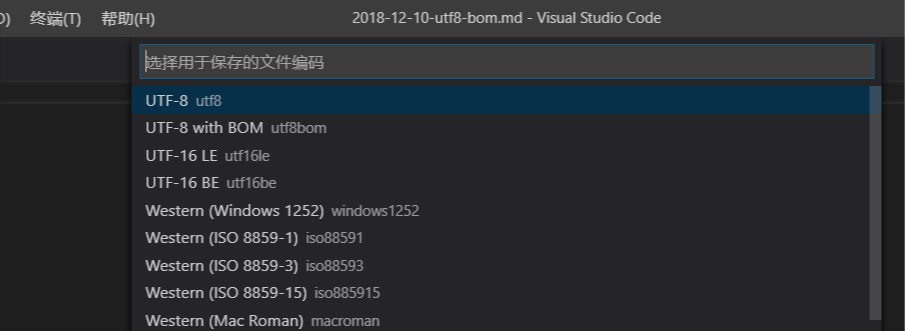 ) 终端(T) 帮助(H) 2018-12-10-utf8-bom.md - Visual Studio Code
选择用于保存的文件编码
UTF-8 utf8
UTF-8 with BOM utf8bom
UTF-16 LE utf16le
UTF-16 BE utf16be
Western (Windows 1252) windows1252
Western (ISO 8859-1) iso88591
Western (ISO 8859-3) iso88593
Western (ISO 8859-15) iso885915
Western (Mac Roman) macroman